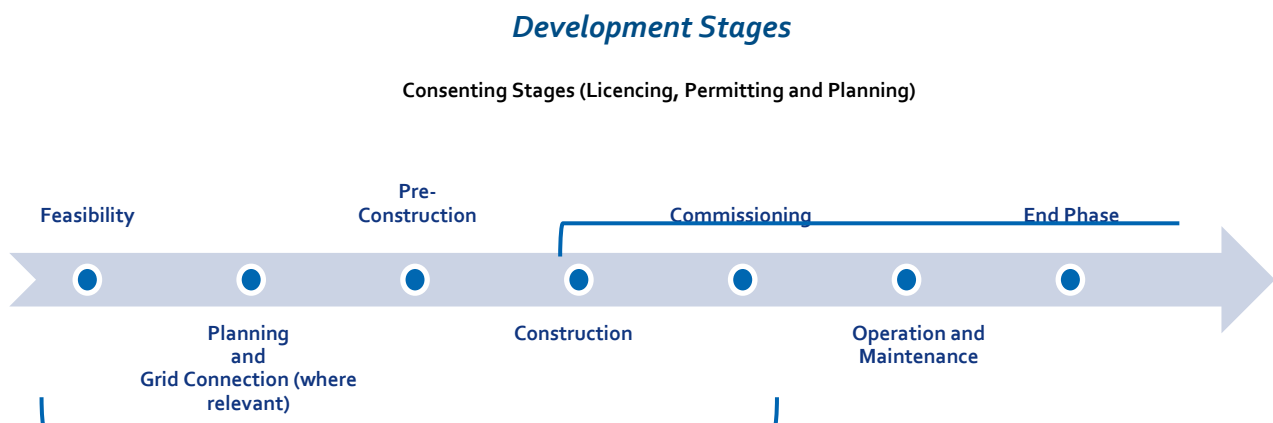 Development Stages
Consenting Stages (Licencing, Permitting and Planning)
Feasibility
Pre-
Construction
Commissioning
End Phase
Planning
and
Grid Connection (where
relevant)
Construction
Operation and
Maintenance